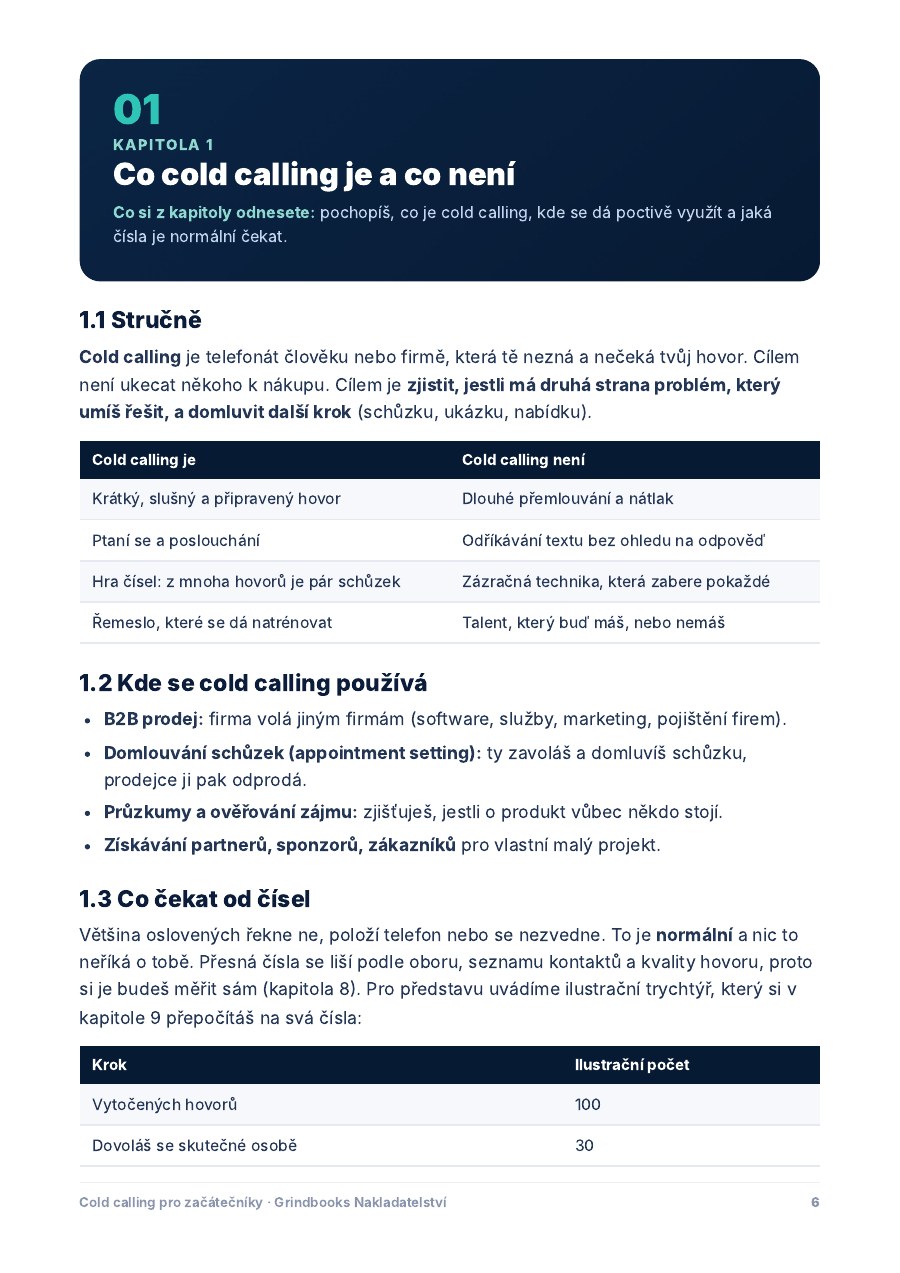 01
KAPITOLA 1
Co cold calling je a co není
Co si z kapitoly odnesete: pochopíš, co je cold calling, kde se dá poctivě využít a jaká
čísla je normální čekat.
1.1 Stručně
Cold calling je telefonát člověku nebo firmě, která tě nezná a nečeká tvůj hovor. Cílem
není ukecat někoho k nákupu. Cílem je zjistit, jestli má druhá strana problém, který
umíš řešit, a domluvit další krok (schůzku, ukázku, nabídku).
Cold calling je Cold calling není
Krátký, slušný a připravený hovor Dlouhé přemlouvání a nátlak
Ptaní se a poslouchání Odříkávání textu bez ohledu na odpověď
Hra čísel: z mnoha hovorů je pár schůzek Zázračná technika, která zabere pokaždé
Řemeslo, které se dá natrénovat Talent, který buď máš, nebo nemáš
1.2 Kde se cold calling používá
• B2B prodej: firma volá jiným firmám (software, služby, marketing, pojištění firem).
• Domlouvání schůzek (appointment setting): ty zavoláš a domluvíš schůzku,
prodejce ji pak odprodá.
• Průzkumy a ověřování zájmu: zjišťuješ, jestli o produkt vůbec někdo stojí.
• Získávání partnerů, sponzorů, zákazníků pro vlastní malý projekt.
1.3 Co čekat od čísel
Většina oslovených řekne ne, položí telefon nebo se nezvedne. To je normální a nic to
neříká o tobě. Přesná čísla se liší podle oboru, seznamu kontaktů a kvality hovoru, proto
si je budeš měřit sám (kapitola 8). Pro představu uvádíme ilustrační trychtýř, který si v
kapitole 9 přepočítáš na svá čísla:
Krok Ilustrační počet
Vytočených hovorů 100
Dovoláš se skutečné osobě 30
Cold calling pro začátečníky · Grindbooks Nakladatelství 6